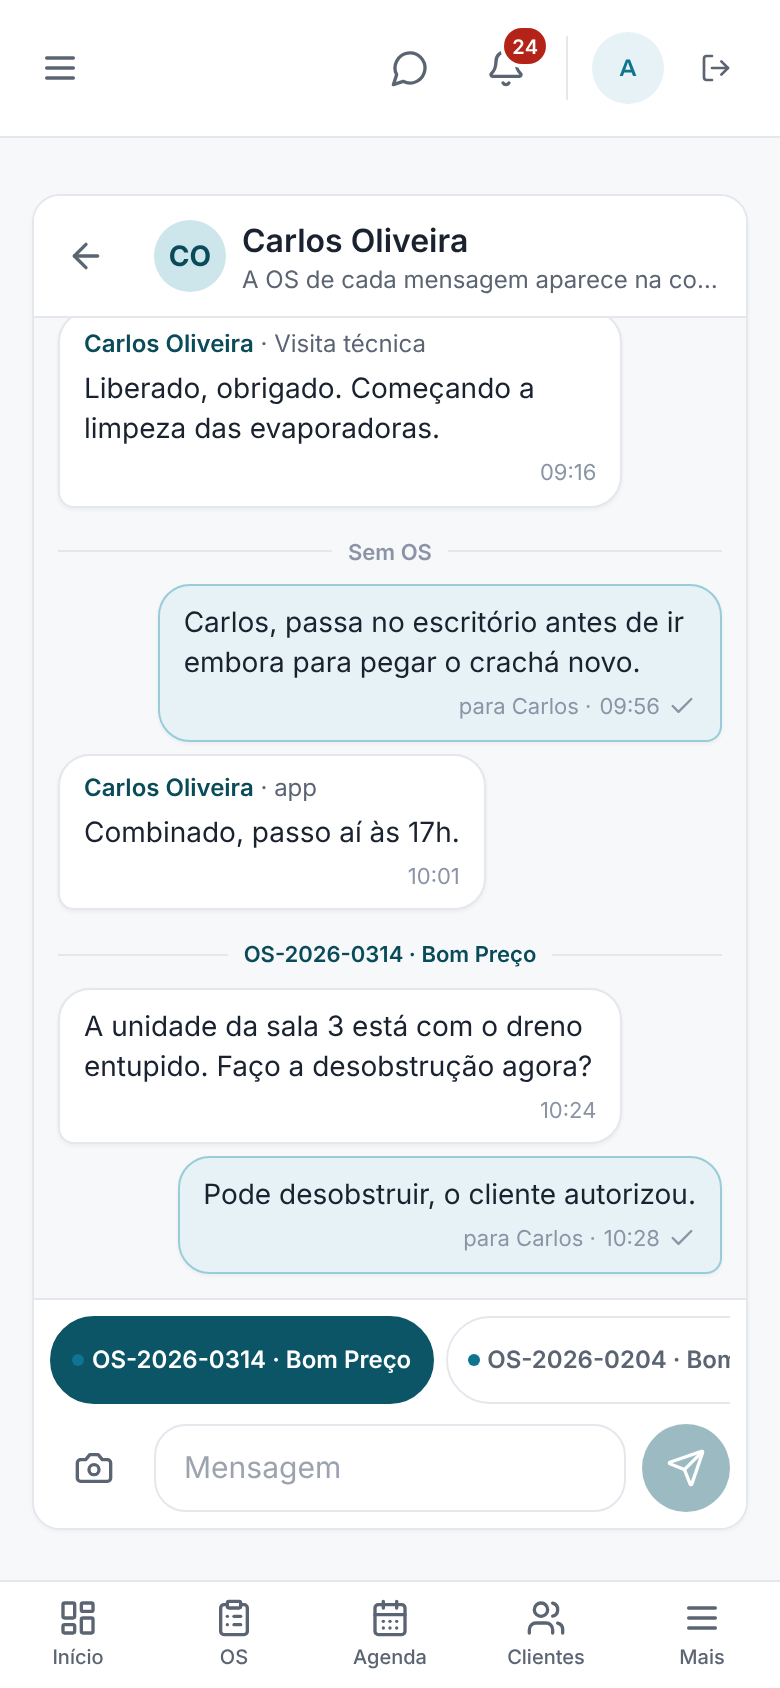 24
A
CO
Carlos Oliveira
A OS de cada mensagem aparece na co...
Carlos Oliveira · Visita técnica
Liberado, obrigado. Começando a
limpeza das evaporadoras.
09:16
Sem OS
Carlos, passa no escritório antes de ir
embora para pegar o crachá novo.
para Carlos · 09:56
Carlos Oliveira · app
Combinado, passo aí às 17h.
10:01
OS-2026-0314 · Bom Preço
A unidade da sala 3 está com o dreno
entupido. Faço a desobstrução agora?
10:24
Pode desobstruir, o cliente autorizou.
para Carlos · 10:28
OS-2026-0314 · Bom Preço
OS-2026-0204 · Bom
Mensagem
Início
OS
Agenda
Clientes
Mais